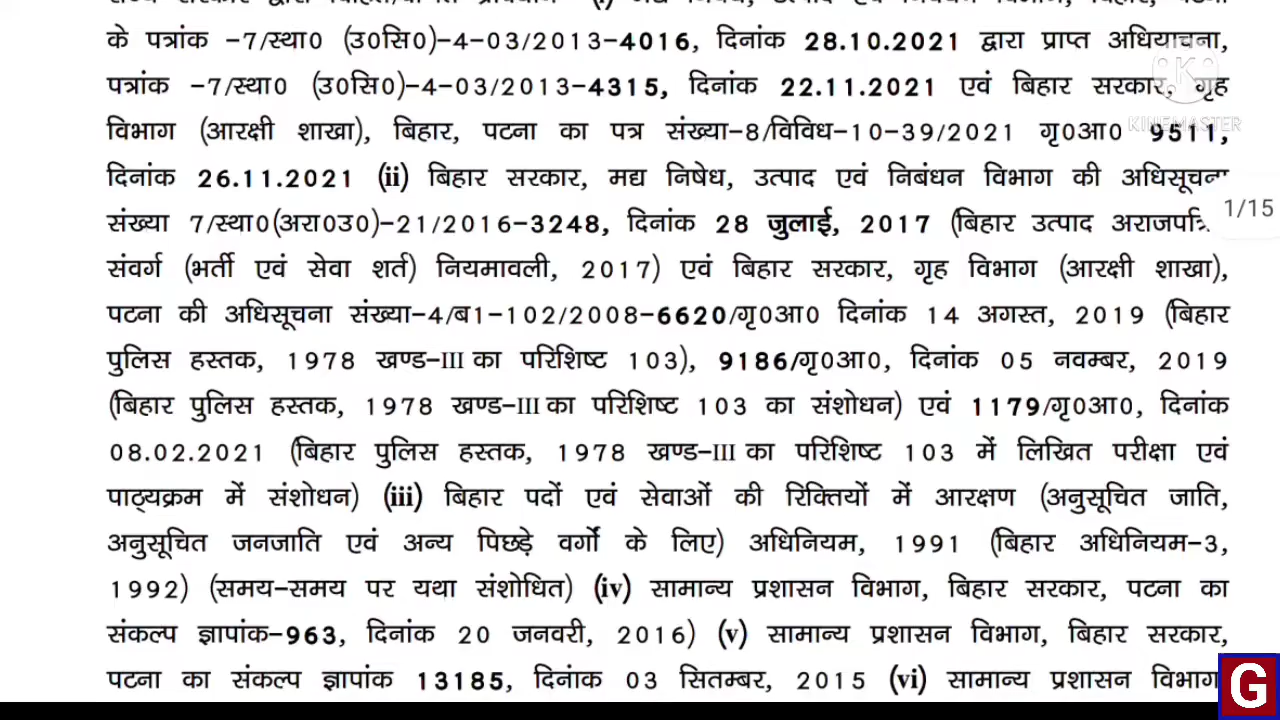 के पत्रांक -7/स्था0 (उ0सि0)-4-03/2013-4016, दिनांक 28.10.2021 द्वारा प्राप्त अधियाचना,
पत्रांक -7/स्था0 (उ0सि0)-4-03/2013-4315, दिनांक 22.11.2021 एवं बिहार सरकार, गृह
विभाग (आरक्षी शाखा), बिहार, पटना का पत्र संख्या-8/विविध-10-39/2021 गृ0आ0 9511,
दिनांक 26.11.2021 (ii) बिहार सरकार, मद्य निषेध, उत्पाद एवं निबंधन विभाग की अधिसूचना
संख्या 7/स्था0(अरा0उ0)-21/2016-3248, दिनांक 28 जुलाई, 2017 (बिहार उत्पाद
संवर्ग (भर्ती एवं सेवा शर्त) नियमावली, 2017) एवं बिहार सरकार, गृह विभाग (आरक्षी शाखा),
पटना की अधिसूचना संख्या-4/ब1-102/2008-6620/गृ0आ0 दिनांक 14 अगस्त, 2019 (बिहार
पुलिस हस्तक, 1978 खण्ड-III का परिशिष्ट 103), 9186/गृ0आ0, दिनांक 05 नवम्बर, 2019
(बिहार पुलिस हस्तक, 1978 खण्ड-III का परिशिष्ट 103 का संशोधन) एवं 1179/गृ0आ0, दिनांक
08.02.2021 (बिहार पुलिस हस्तक, 1978 खण्ड-III का परिशिष्ट 103 में लिखित परीक्षा एवं
पाठ्यक्रम में संशोधन) (iii) बिहार पदों एवं सेवाओं की रिक्तियों में आरक्षण (अनुसूचित जाति,
अनुसूचित जनजाति एवं अन्य पिछड़े वर्गों के लिए) अधिनियम, 1991 (बिहार अधिनियम-3,
1992) (समय-समय पर यथा संशोधित) (iv) सामान्य प्रशासन विभाग, बिहार सरकार, पटना का
संकल्प ज्ञापांक-963, दिनांक 20 जनवरी, 2016) (v) सामान्य प्रशासन विभाग, बिहार सरकार,
पटना का संकल्प ज्ञापांक 13185, दिनांक 03 सितम्बर, 2015 (vi) सामान्य प्रशासन विभाग
K
KINEMASTER
1/15
G